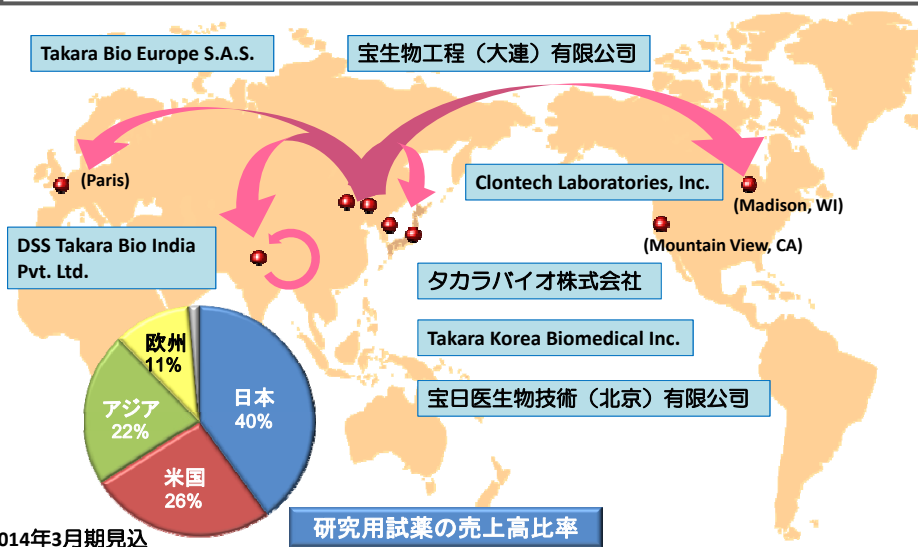 Takara Bio Europe S.A.S.
宝生物工程（大連）有限公司
(Paris)
Clontech Laboratories, Inc.
(Madison, WI)
(Mountain View, CA)
DSS Takara Bio India
Pvt. Ltd.
タカラバイオ株式会社
Takara Korea Biomedical Inc.
宝日医生物技術（北京）有限公司
欧州
11%
日本
40%
アジア
22%
米国
26%
研究用試薬の売上高比率
014年3月期見込